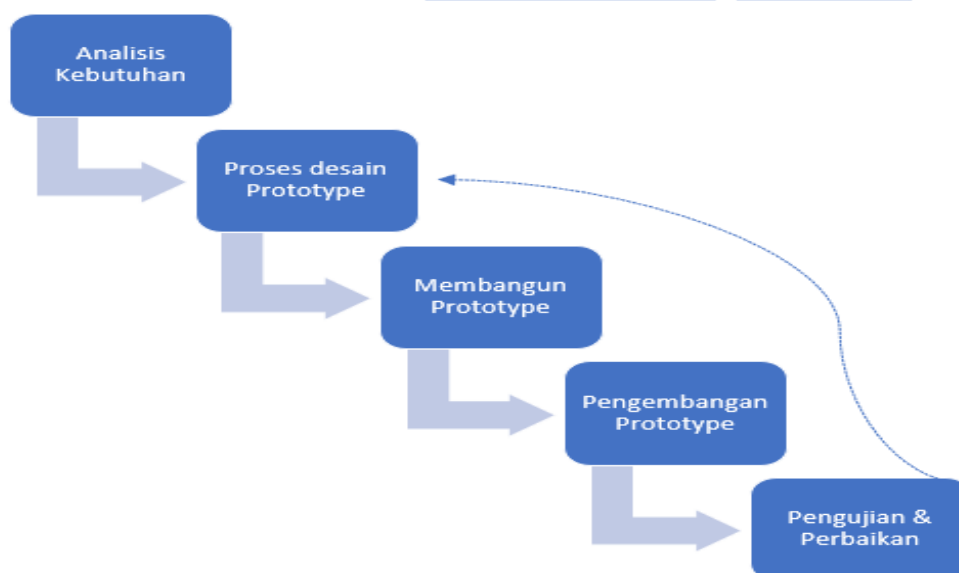 Analisis
Kebutuhan
Proses desain
Prototype
Membangun
Prototype
Pengembangan
Prototype
Pengujian &
Perbaikan